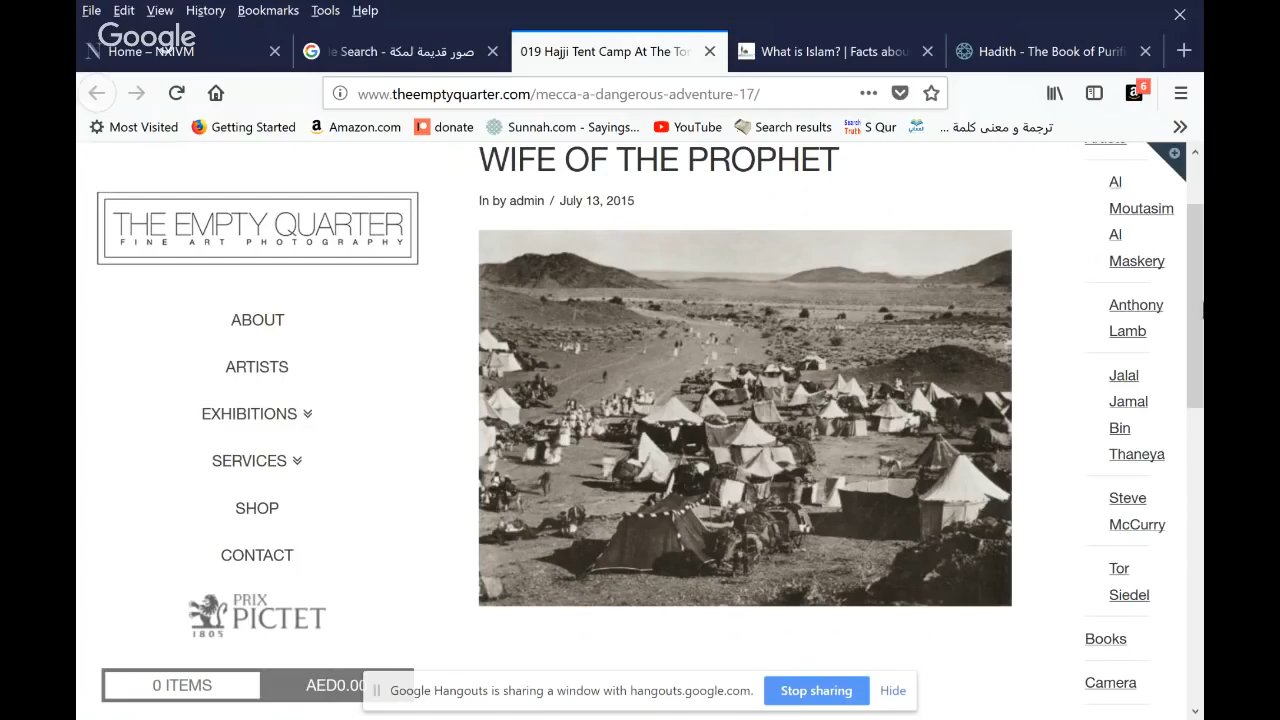 File Edit View History Bookmarks Tools Help
Google
Home – NXIVM
صور قديمة لمكة - le Search
019 Hajji Tent Camp At The Tor
What is Islam? | Facts abou
Hadith - The Book of Purifi
www.theemptyquarter.com/mecca-a-dangerous-adventure-17/
6
Most Visited
Getting Started
Amazon.com
donate
Sunnah.com - Sayings...
YouTube
Search results
Search Truth
S Qur
ترجمة و معنى كلمة ...
WIFE OF THE PROPHET
In by admin / July 13, 2015
THE EMPTY QUARTER
FINE ART PHOTOGRAPHY
ABOUT
ARTISTS
EXHIBITIONS
SERVICES
SHOP
CONTACT
PRIX
PICTET
1805
0 ITEMS
AED0.00
Al
Moutasim
Al
Maskery
Anthony
Lamb
Jalal
Jamal
Bin
Thaneya
Steve
McCurry
Tor
Siedel
Books
Camera
Google Hangouts is sharing a window with hangouts.google.com.
Stop sharing
Hide